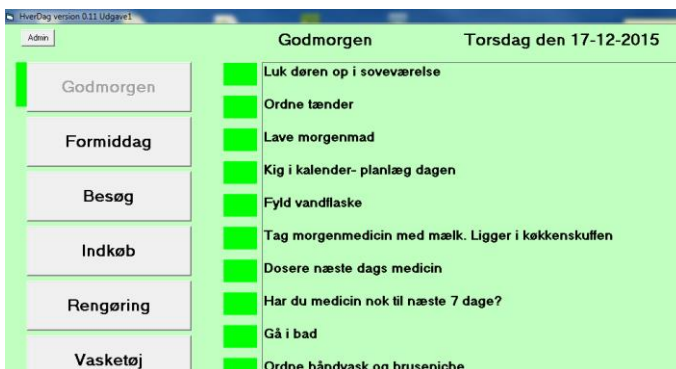 HverDag version 0.11 Udgave1
Admin
Godmorgen
Torsdag den 17-12-2015
Godmorgen
Formiddag
Besøg
Indkøb
Rengøring
Vasketøj
Luk døren op i soveværelse
Ordne tænder
Lave morgenmad
Kig i kalender- planlæg dagen
Fyld vandflaske
Tag morgenmedicin med mælk. Ligger i køkkenskuffen
Dosere næste dags medicin
Har du medicin nok til næste 7 dage?
Gå i bad
Ordne håndvask og bruseniche